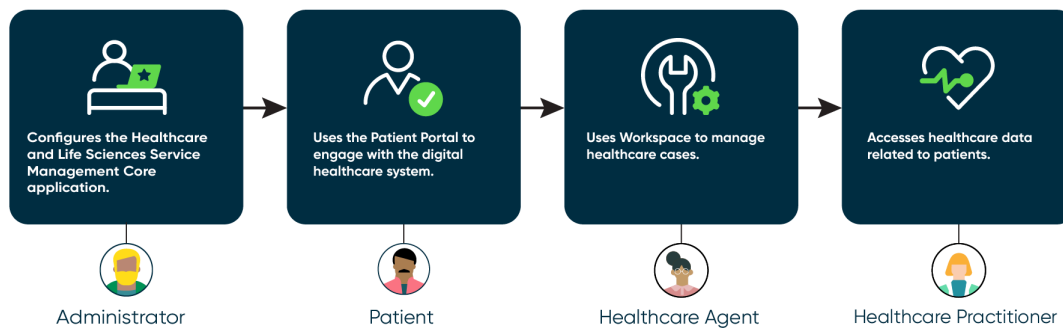 Configures the Healthcare
and Life Sciences Service
Management Core
application.
Uses the Patient Portal to
engage with the digital
healthcare system.
Uses Workspace to manage
healthcare cases.
Accesses healthcare data
related to patients.
Administrator
Patient
Healthcare Agent
Healthcare Practitioner